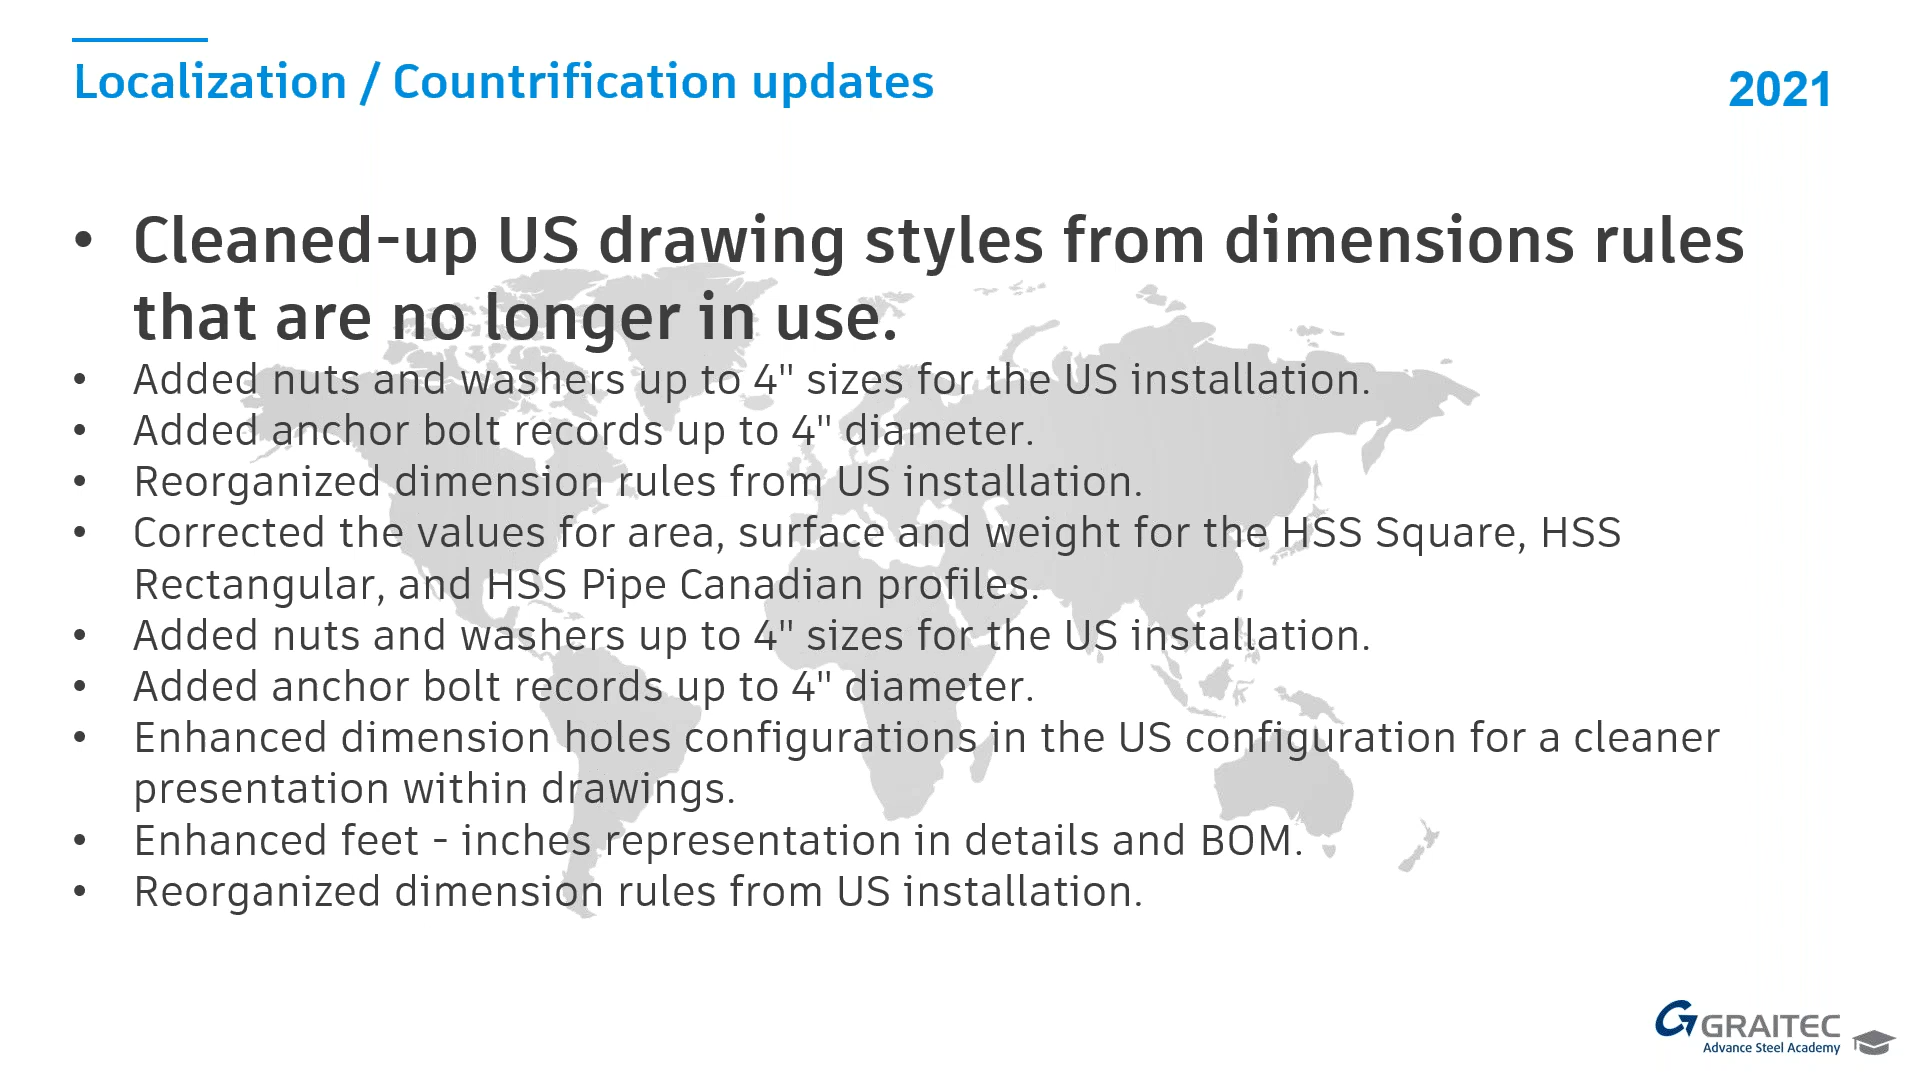 Localization / Countrification updates
2021
• Cleaned-up US drawing styles from dimensions rules
that are no longer in use.
• Added nuts and washers up to 4" sizes for the US installation.
• Added anchor bolt records up to 4" diameter.
• Reorganized dimension rules from US installation.
• Corrected the values for area, surface and weight for the HSS Square, HSS
Rectangular, and HSS Pipe Canadian profiles.
• Added nuts and washers up to 4" sizes for the US installation.
• Added anchor bolt records up to 4" diameter.
• Enhanced dimension holes configurations in the US configuration for a cleaner
presentation within drawings.
• Enhanced feet - inches representation in details and BOM.
• Reorganized dimension rules from US installation.
GRAITEC
Advance Steel Academy